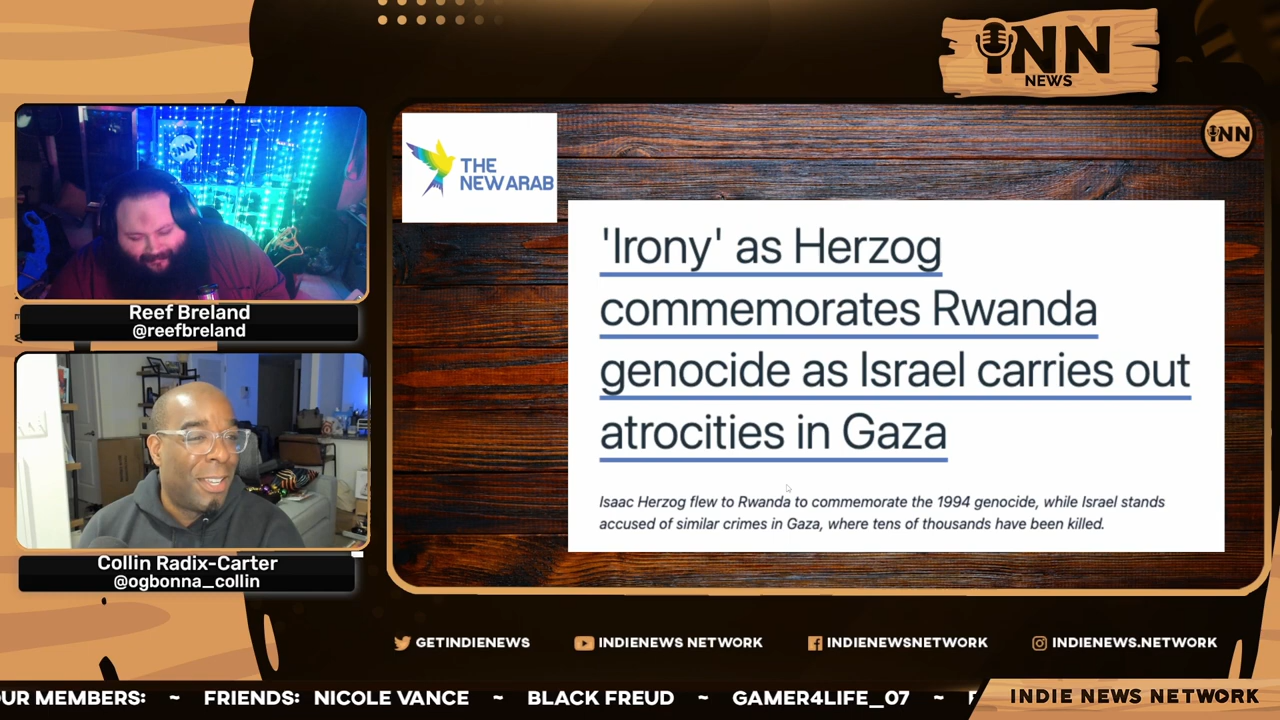 iNN
NEWS
iNN
THE
NEW ARAB
'Irony' as Herzog
commemorates Rwanda
genocide as Israel carries out
atrocities in Gaza
Isaac Herzog flew to Rwanda to commemorate the 1994 genocide, while Israel stands
accused of similar crimes in Gaza, where tens of thousands have been killed.
Reef Breland
@reefbreland
Collin Radix-Carter
@ogbonna_collin
GETINDIENEWS
INDIENEWS NETWORK
INDIENEWSNETWORK
INDIENEWS.NETWORK
OUR MEMBERS: ~ FRIENDS: NICOLE VANCE ~ BLACK FREUD ~ GAMER4LIFE_07 ~
INDIE NEWS NETWORK